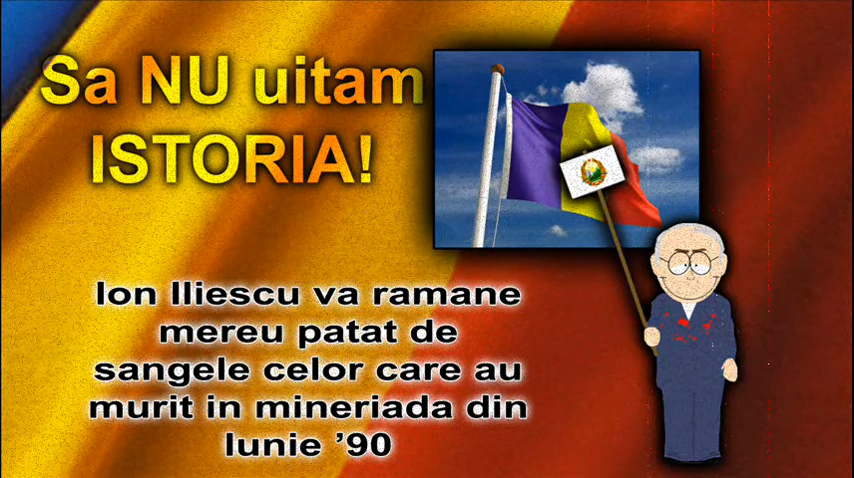 Sa NU uitam
ISTORIA!
Ion Iliescu va ramane
mereu patat de
sangele celor care au
murit in mineriada din
Iunie ’90